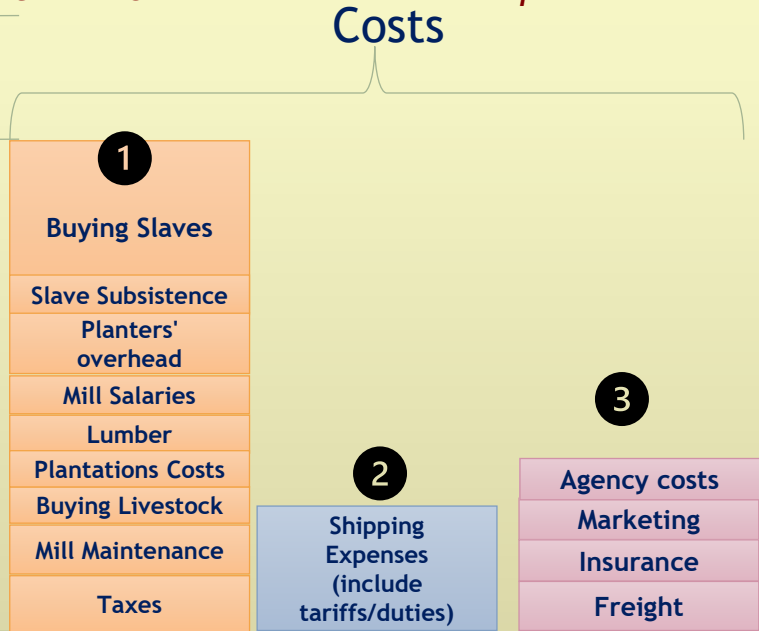 Costs
1
Buying Slaves
Slave Subsistence
Planters'
overhead
Mill Salaries
Lumber
Plantations Costs
Buying Livestock
Mill Maintenance
Taxes
2
Shipping
Expenses
(include
tariffs/duties)
3
Agency costs
Marketing
Insurance
Freight